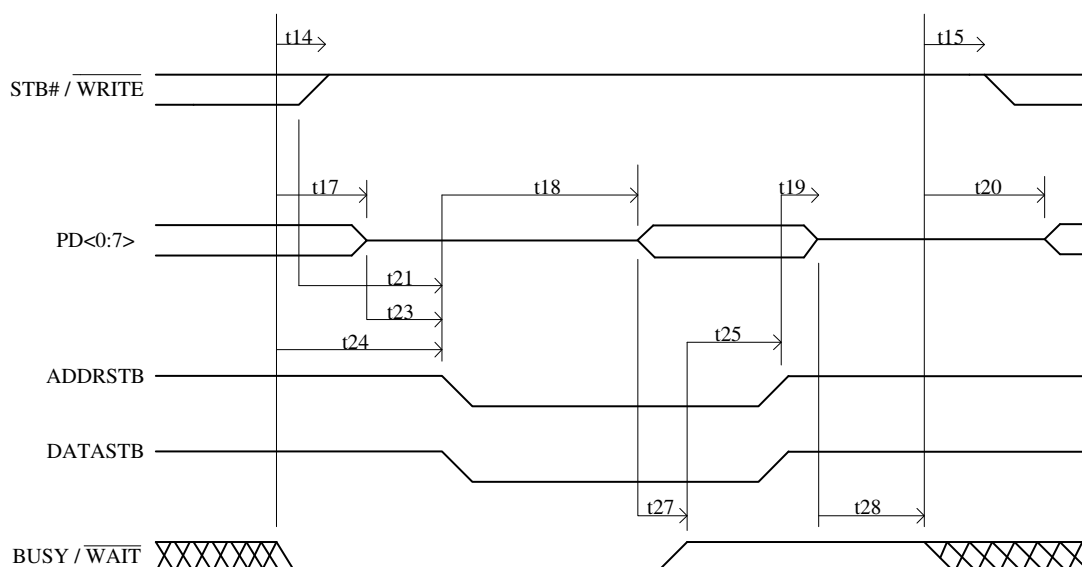 t14
t15
STB# / WRITE
t17
t18
t19
t20
PD<0:7>
t21
t23
t24
t25
ADDRSTB
DATASTB
t27
t28
BUSY / WAIT